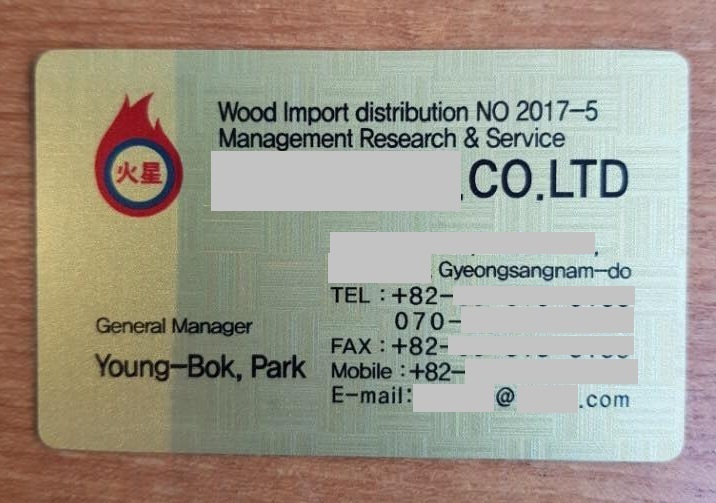 火星
Wood Import distribution NO 2017-5
Management Research & Service
.CO.LTD
, Gyeongsangnam-do
TEL : +82-
070-
FAX : +82-
General Manager
Young-Bok, Park
Mobile : +82-
E-mail: @ .com